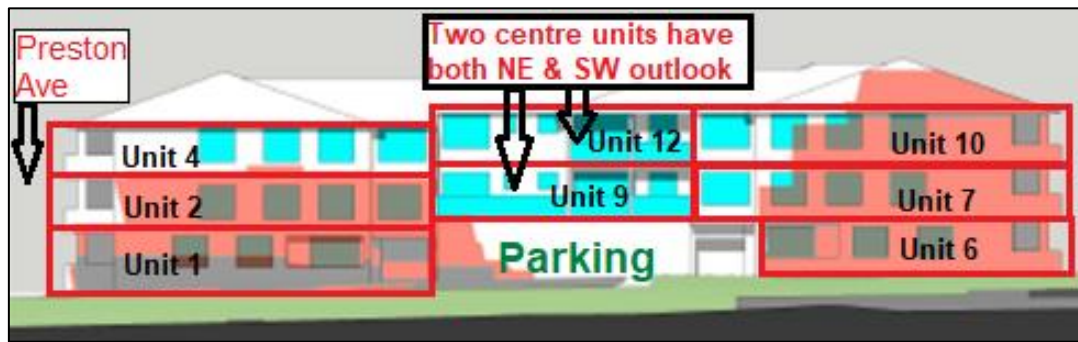 Preston
Ave
Two centre units have
both NE & SW outlook
Unit 4
Unit 12
Unit 10
Unit 2
Unit 9
Unit 7
Unit 1
Parking
Unit 6